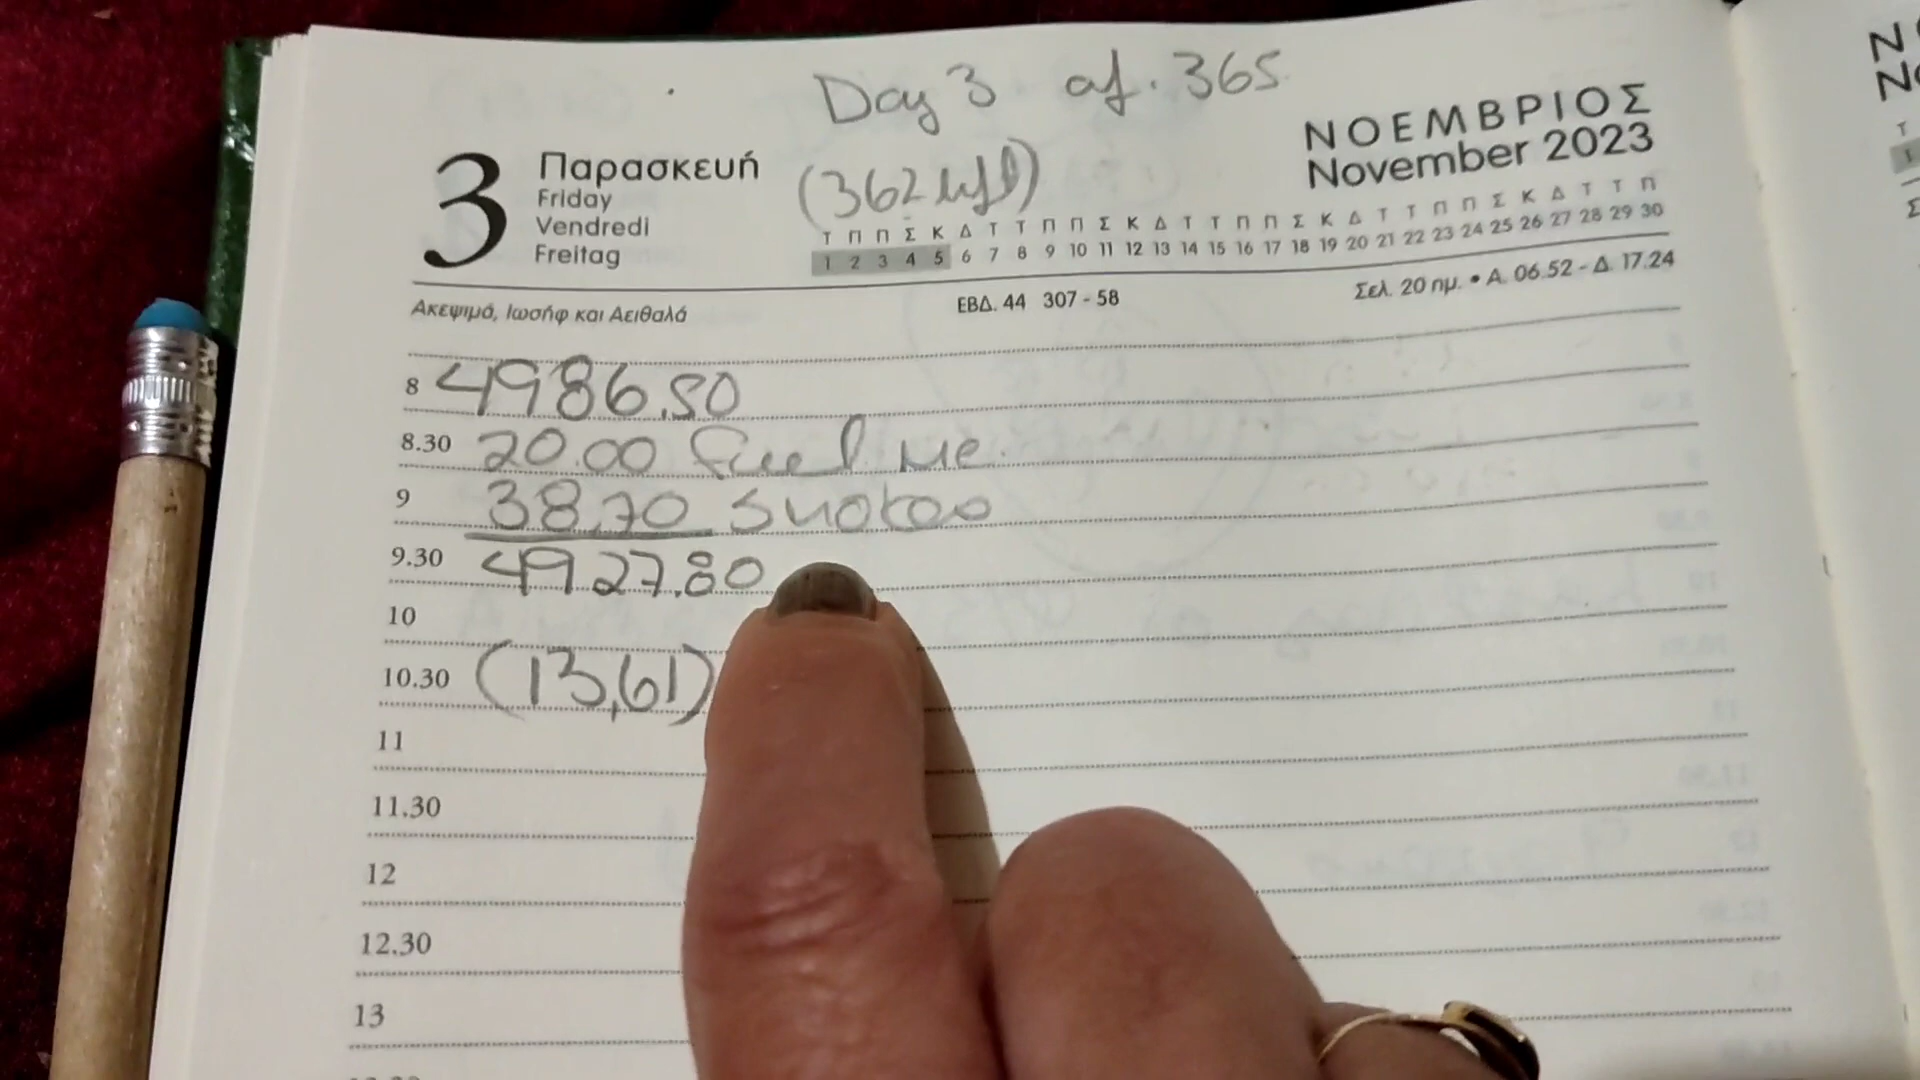 Day 3 of. 365
(362 left)
3
Παρασκευή
Friday
Vendredi
Freitag
ΝΟΕΜΒΡΙΟΣ
November 2023
Τ Π Π Σ Κ Δ Τ Τ Π Π Σ Κ Δ Τ Τ Π Π Σ Κ Δ Τ Τ Π Π Σ Κ Δ Τ Τ Π
1 2 3 4 5 6 7 8 9 10 11 12 13 14 15 16 17 18 19 20 21 22 23 24 25 26 27 28 29 30
Ακεψιμά, Ιωσήφ και Αειθαλά
ΕΒΔ. 44 307 - 58
Σελ. 20 ημ. • Α. 06.52 - Δ. 17.24
8 4986.50
8.30 20.00 fuel me.
9 38.70
9.30 4927.80
10
10.30 (13,61)
11
11.30
12
12.30
13